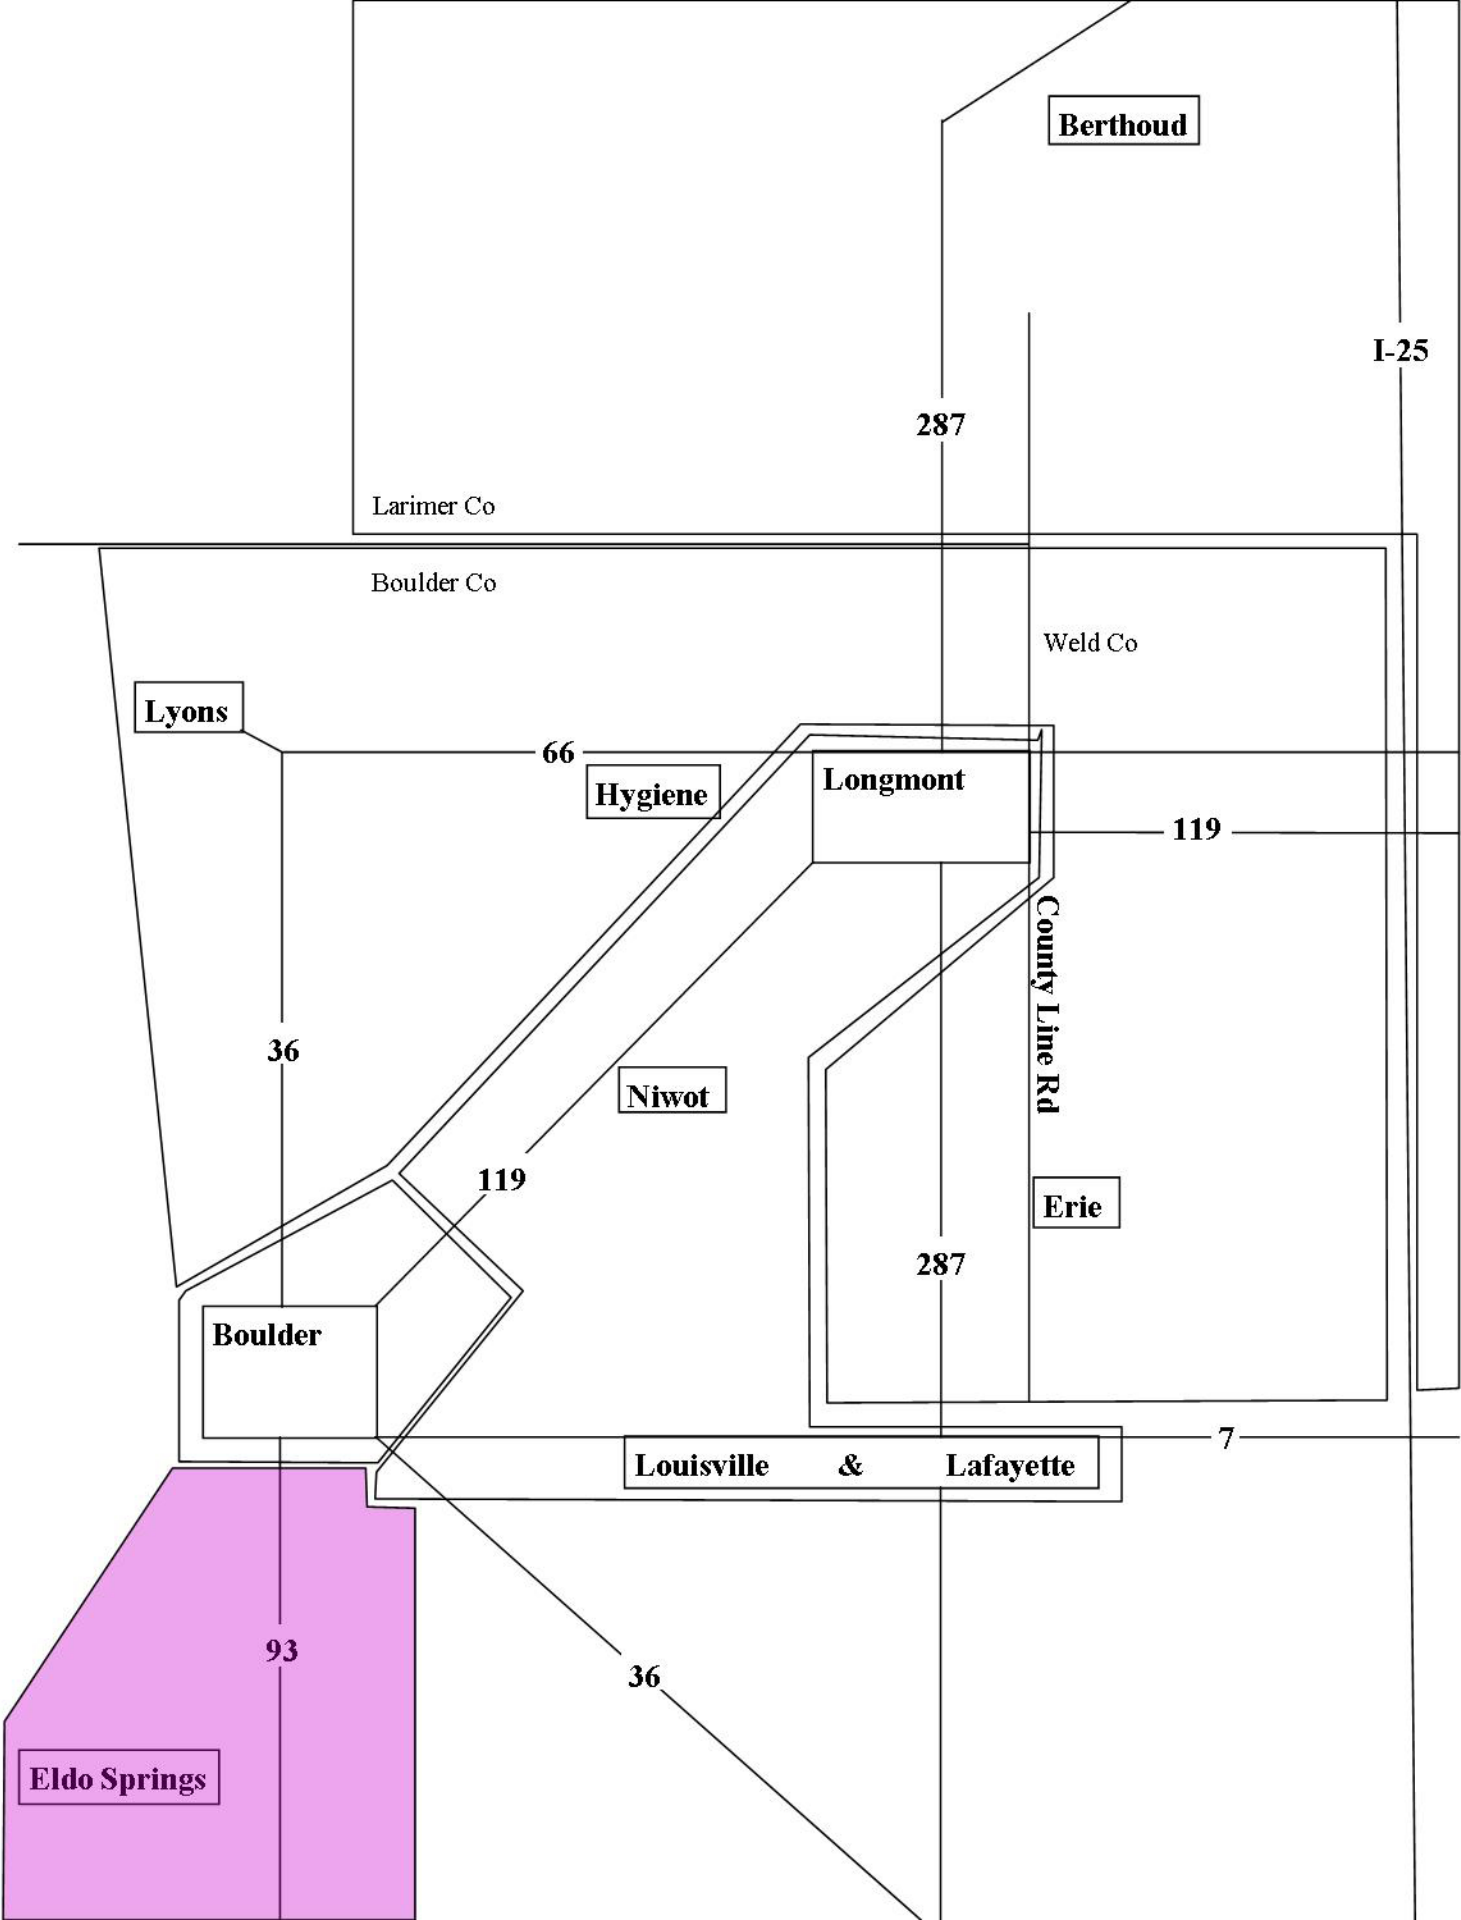 Berthoud
I-25
287
Larimer Co
Boulder Co
Weld Co
Lyons
66
Hygiene
Longmont
119
County Line Rd
36
Niwot
119
Erie
287
Boulder
7
Louisville & Lafayette
93
36
Eldo Springs